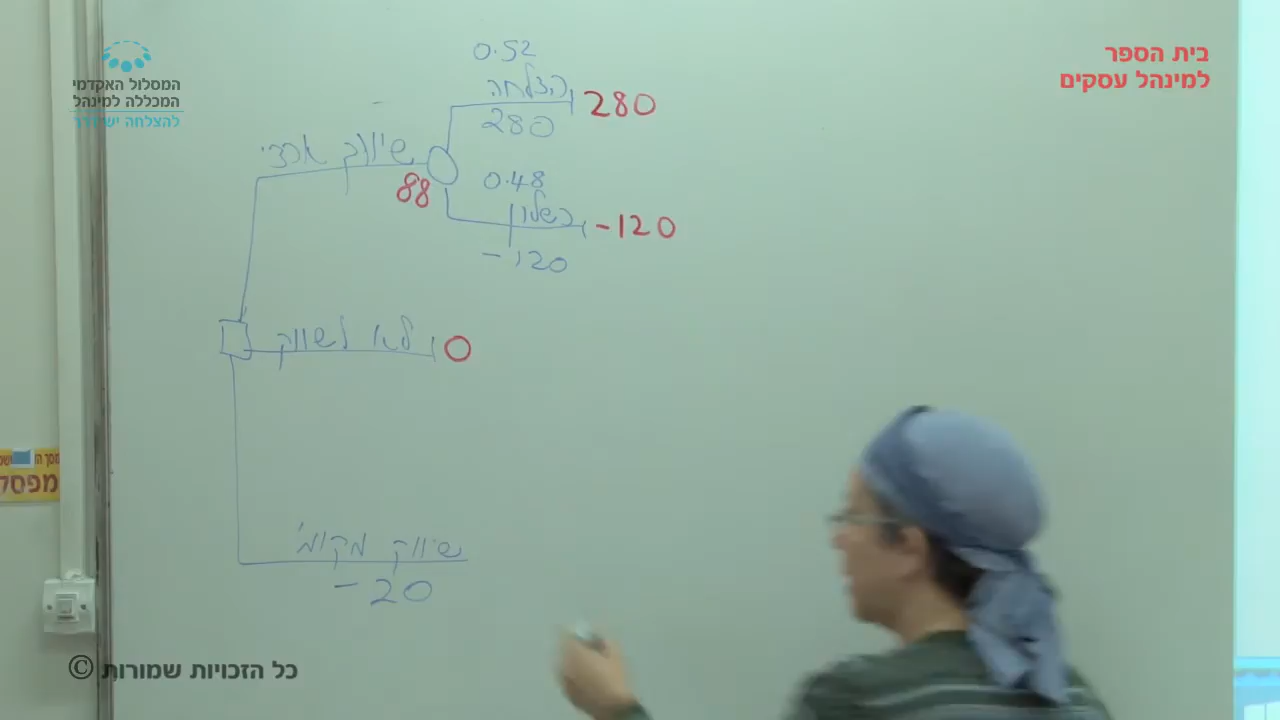 בית הספר
למינהל עסקים
המסלול האקדמי
המכללה למינהל
0.52
הצלחה
280
280
שיווק ארצי
88
0.48
כשלון
-120
-120
לא לשווק
0
שיווק מקומי
-20
מפסק
© כל הזכויות שמורות